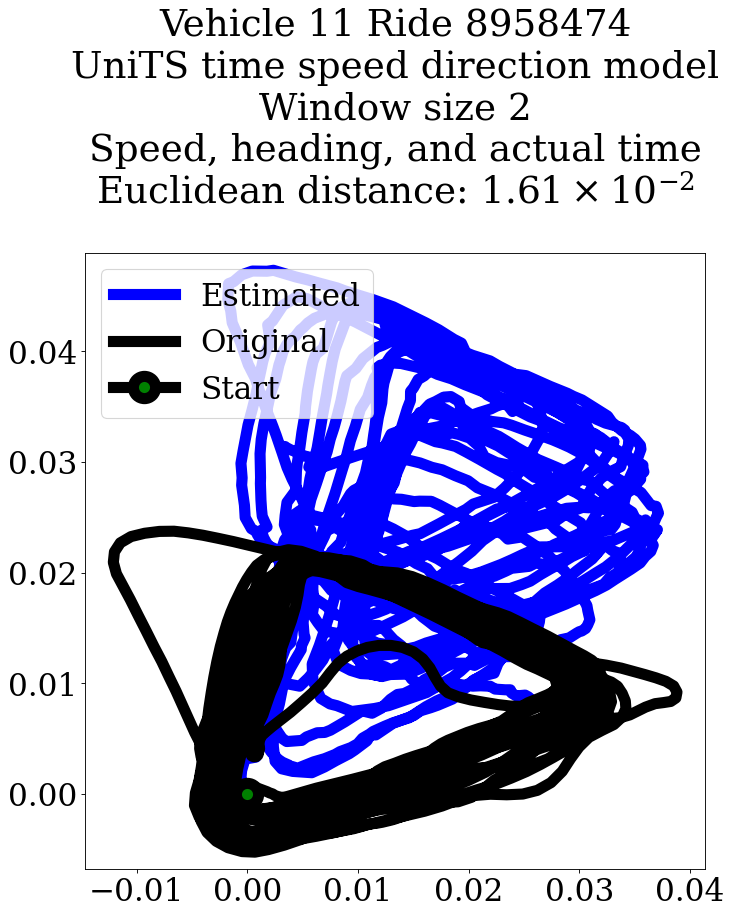 Vehicle 11 Ride 8958474
UniTS time speed direction model
Window size 2
Speed, heading, and actual time
Euclidean distance: 1.61 × 10⁻²
Estimated
Original
Start
0.04
0.03
0.02
0.01
0.00
−0.01 0.00 0.01 0.02 0.03 0.04